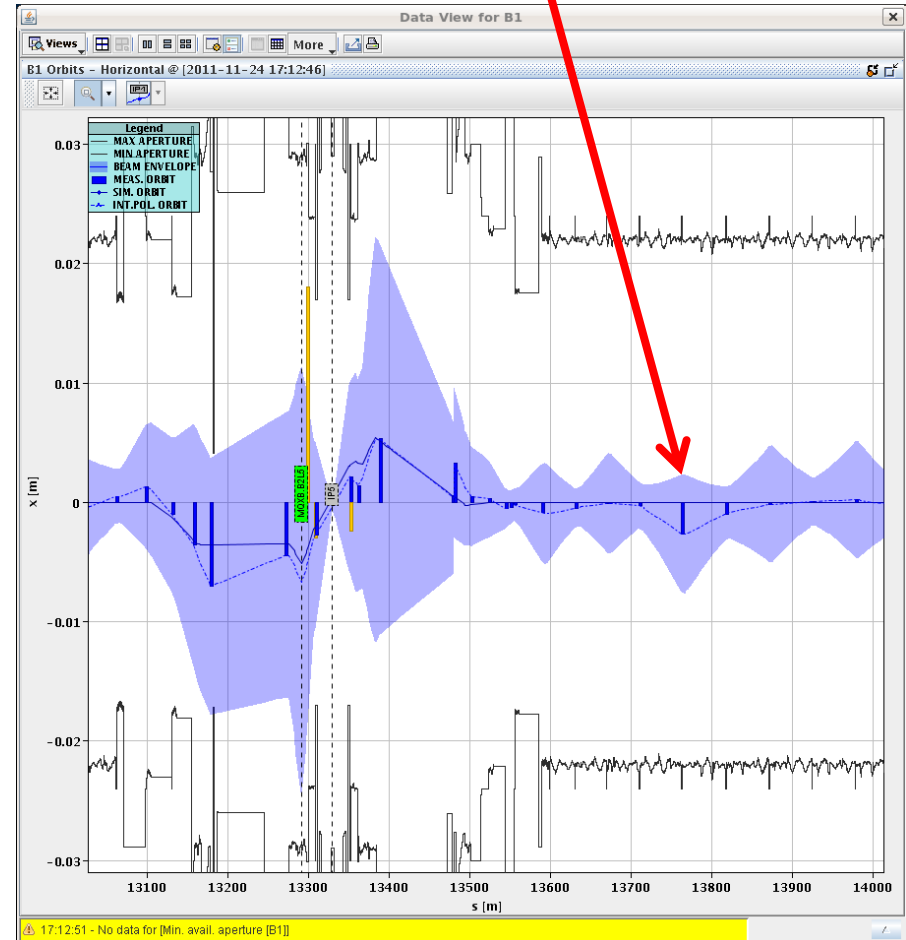 Data View for B1
Views
More
B1 Orbits - Horizontal @ [2011-11-24 17:12:46]
IP4
Legend
MAX APERTURE
MIN APERTURE
BEAM ENVELOPE
MEAS. ORBIT
SIM. ORBIT
INT.POL. ORBIT
0.03
0.02
0.01
0
-0.01
-0.02
-0.03
x [m]
MQXB B2L5
IP5
13100 13200 13300 13400 13500 13600 13700 13800 13900 14000
s [m]
17:12:51 - No data for [Min. avail. aperture [B1]]